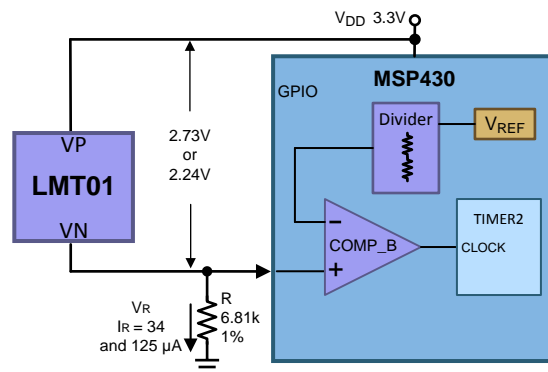 VDD 3.3V
MSP430
GPIO
Divider
VREF
2.73V
or
2.24V
VP
LMT01
VN
COMP_B
TIMER2
CLOCK
VR
IR = 34
and 125 µA
R
6.81k
1%